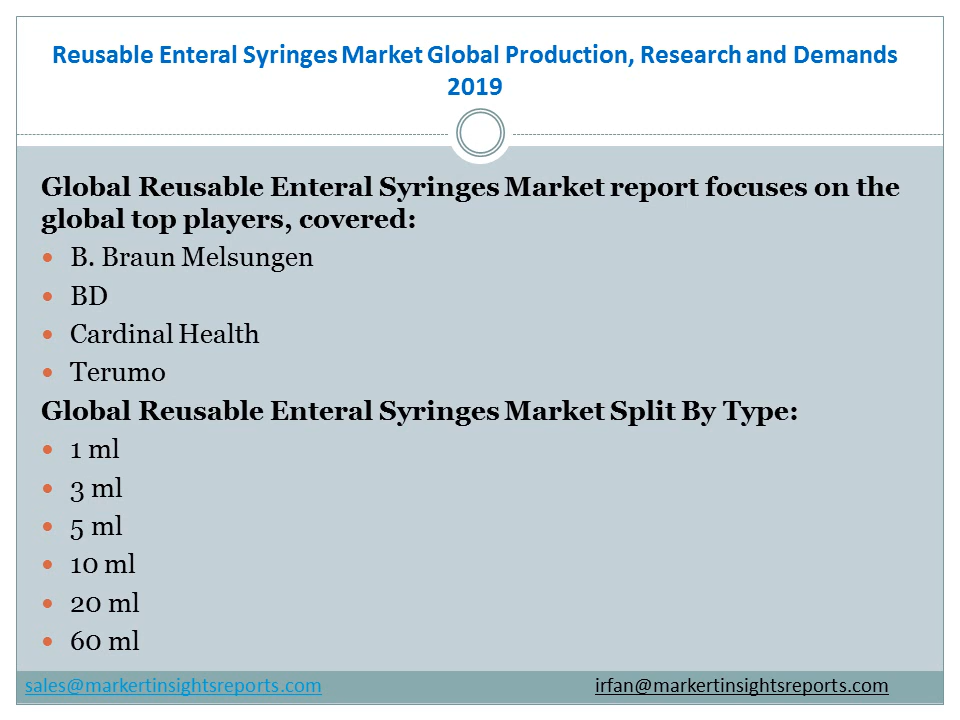 Reusable Enteral Syringes Market Global Production, Research and Demands
2019
Global Reusable Enteral Syringes Market report focuses on the
global top players, covered:
• B. Braun Melsungen
• BD
• Cardinal Health
• Terumo
Global Reusable Enteral Syringes Market Split By Type:
• 1 ml
• 3 ml
• 5 ml
• 10 ml
• 20 ml
• 60 ml
sales@markertinsightsreports.com irfan@markertinsightsreports.com